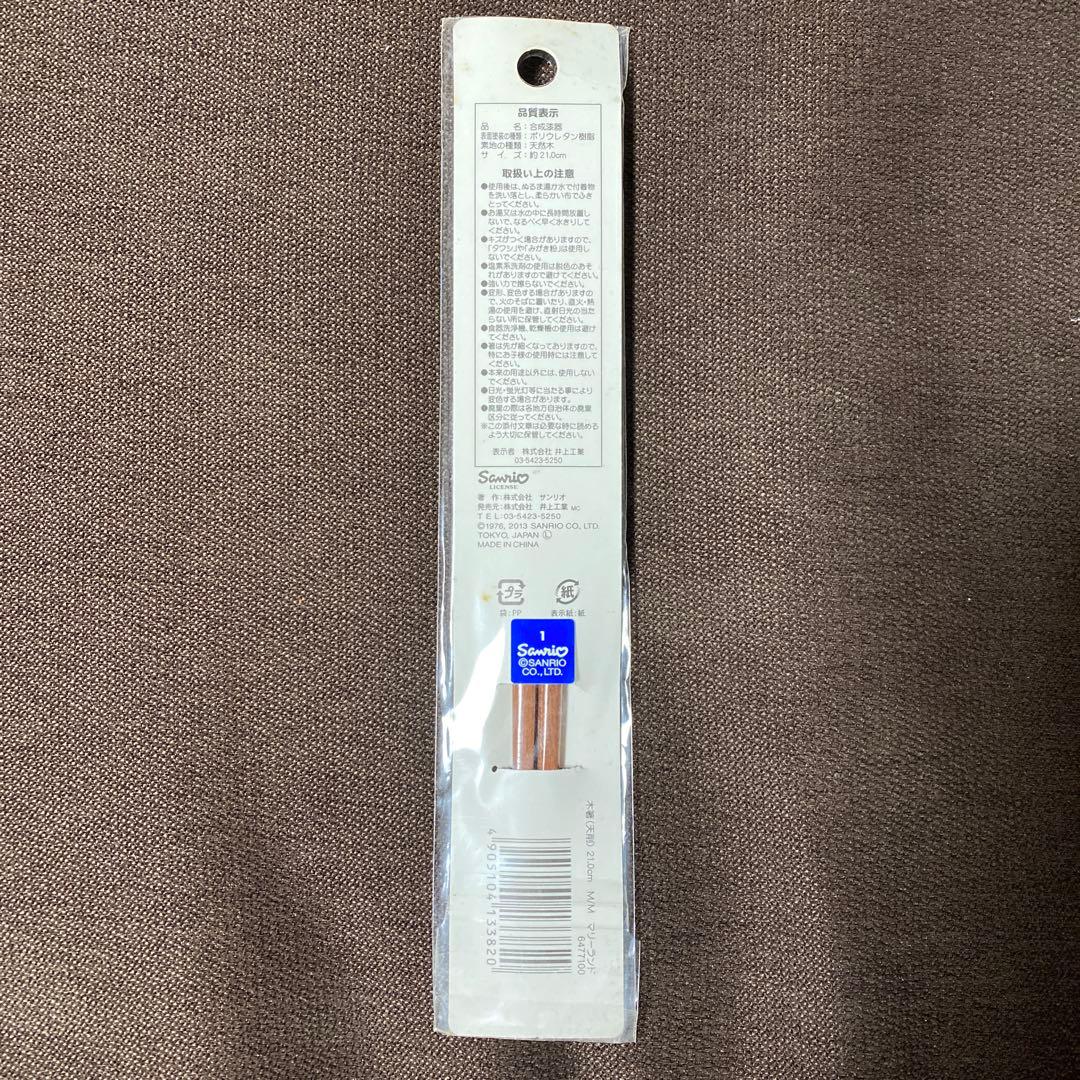 品質表示
品　　名：合成漆器
表面塗装の種類：ポリウレタン樹脂
素地の種類：天然木
サ　イ　ズ：約21.0cm
取扱い上の注意
●使用後は、ぬるま湯か水で付着物
を洗い落とし、柔らかい布でふき
とってください。
●お湯又は水の中に長時間放置し
ないで、なるべく早く水きりして
ください。
●キズがつく場合がありますので、
「タワシ」や「みがき粉」は使用し
ないでください。
●塩素系洗剤の使用は脱色のおそ
れがありますので避けてください。
●強い力で擦らないでください。
●変形、変色する場合がありますの
で、火のそばに置いたり、直火・熱
湯の使用を避け、直射日光の当た
らない所に保管してください。
●食器洗浄機、乾燥機の使用は避け
てください。
●箸は先が細くなっておりますので、
特にお子様の使用時には注意して
ください。
●本来の用途以外には、使用しない
でください。
●日光・蛍光灯等に当たる事により
変色する場合があります。
●廃棄の際は各地方自治体の廃棄
区分に従ってください。
※この添付文章は必要な時に読める
よう大切に保管してください。
表示者　株式会社 井上工業
03-5423-5250
Sanrio
LICENSE
著　作：株式会社　サンリオ
発売元：株式会社　井上工業 MC
TEL：03-5423-5250
©1976, 2013 SANRIO CO., LTD.
TOKYO, JAPAN Ⓛ
MADE IN CHINA
プラ
紙
袋：PP
表示紙：紙
1
Sanrio
©SANRIO
CO., LTD.
木箸(天削) 21.0cm　M/M　マリーランド
6477100
4905104133820